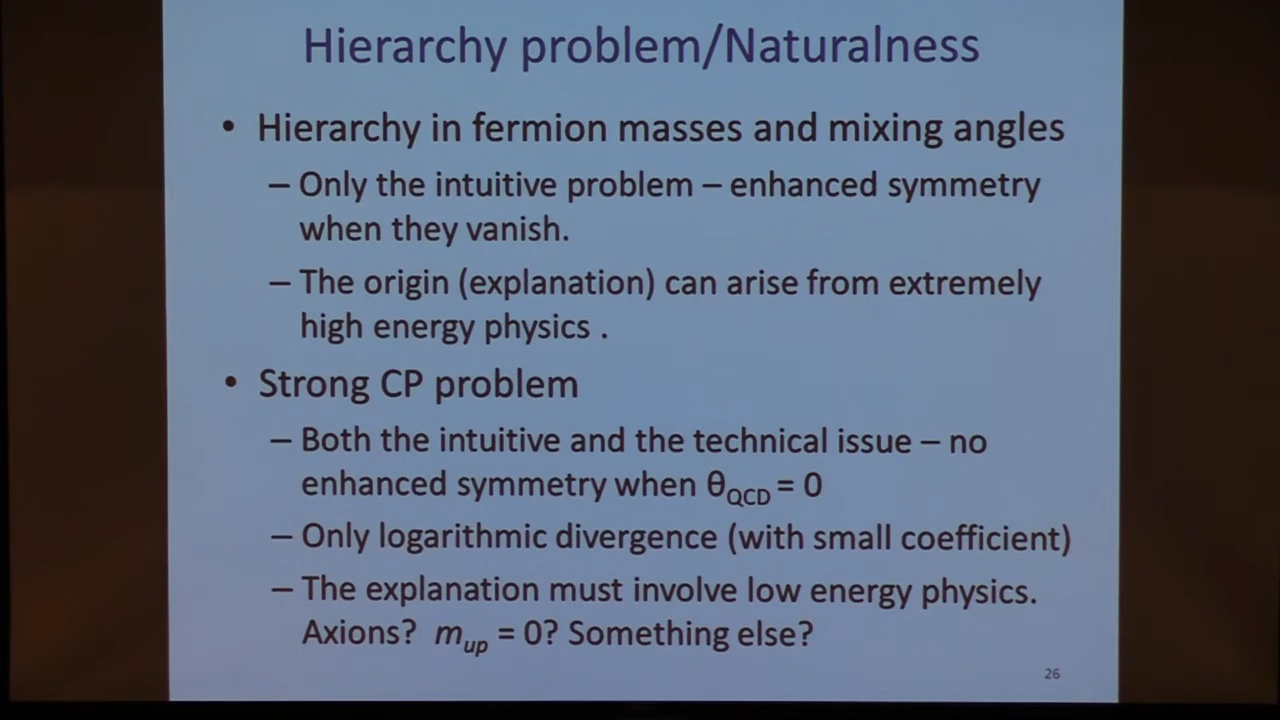 Hierarchy problem/Naturalness
• Hierarchy in fermion masses and mixing angles
– Only the intuitive problem – enhanced symmetry
when they vanish.
– The origin (explanation) can arise from extremely
high energy physics .
• Strong CP problem
– Both the intuitive and the technical issue – no
enhanced symmetry when θQCD = 0
– Only logarithmic divergence (with small coefficient)
– The explanation must involve low energy physics.
Axions? mup = 0? Something else?
26